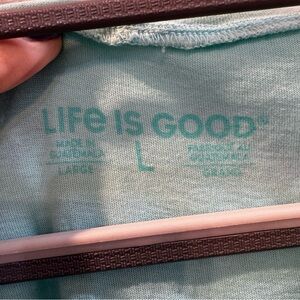 LIFE IS GOOD®
MADE IN
GUATEMALA
LARGE
L
FABRIQUÉ AU
GUATEMALA
GRAND